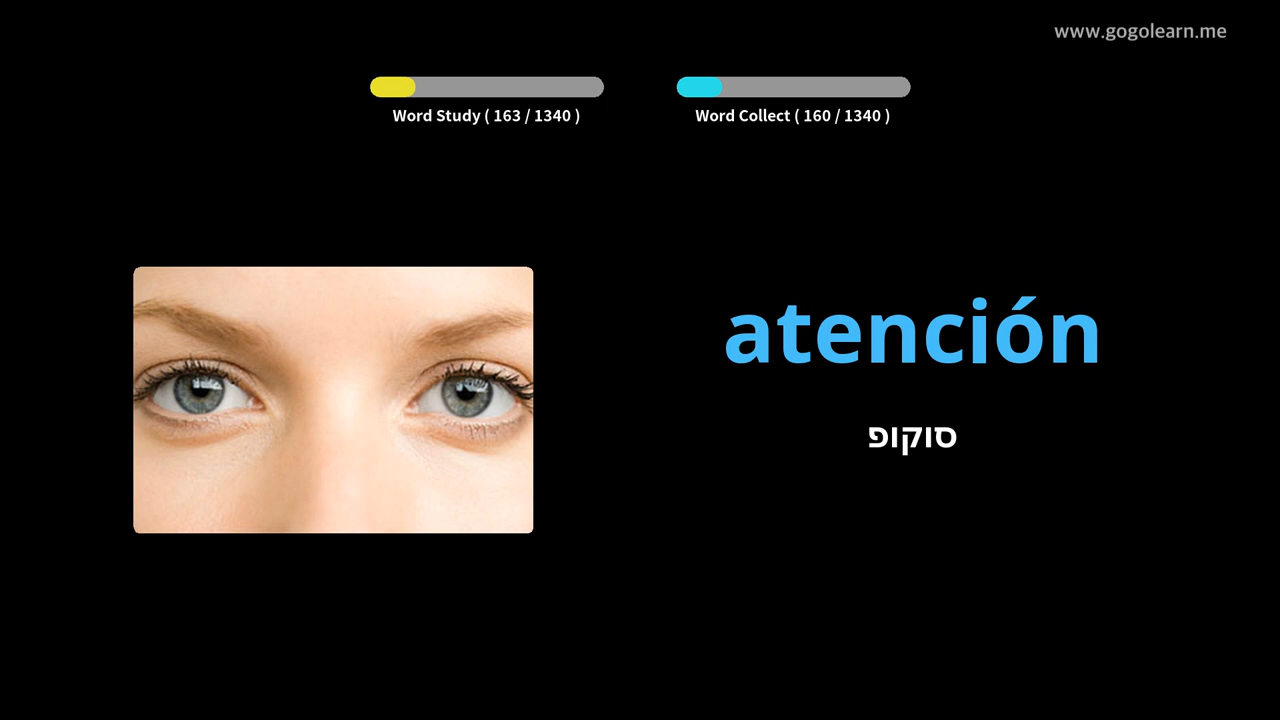 www.gogolearn.me
Word Study ( 163 / 1340 )
Word Collect ( 160 / 1340 )
atención
סוקופ